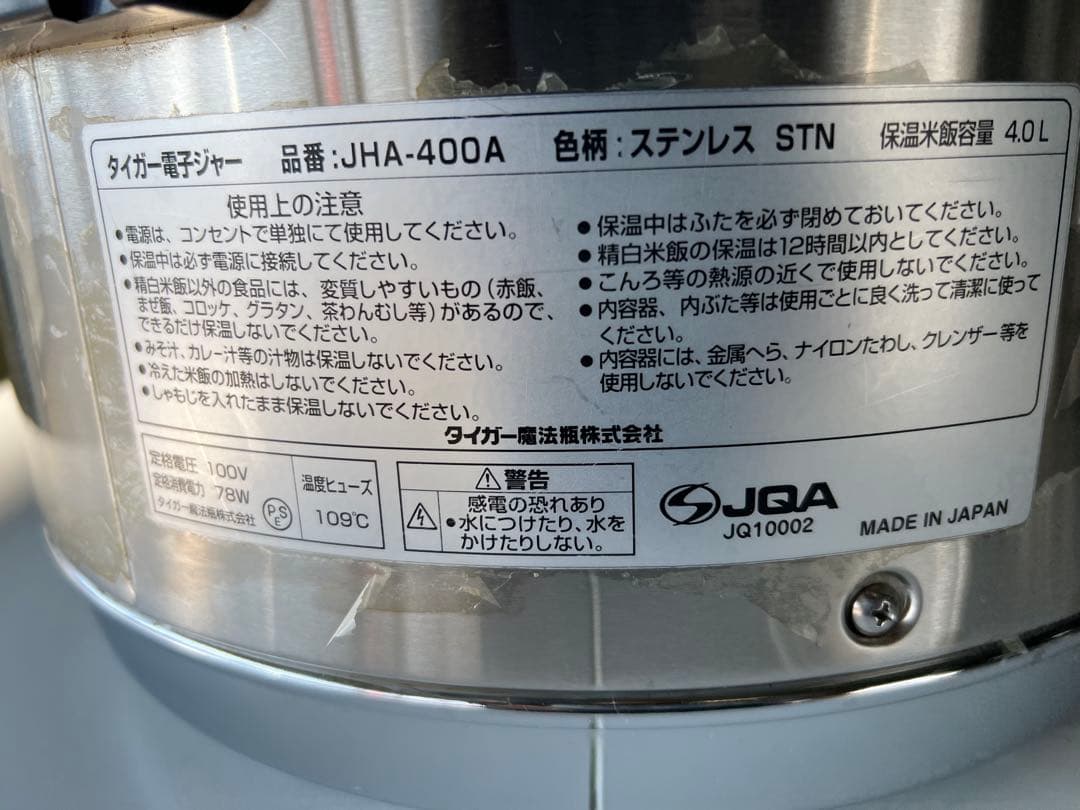 タイガー電子ジャー 品番:JHA-400A 色柄:ステンレス STN 保温米飯容量 4.0L
使用上の注意
●電源は、コンセントで単独にて使用してください。
●保温中は必ず電源に接続してください。
●精白米飯以外の食品には、変質しやすいもの(赤飯、
まぜ飯、コロッケ、グラタン、茶わんむし等)があるので、
できるだけ保温しないでください。
●みそ汁、カレー汁等の汁物は保温しないでください。
●冷えた米飯の加熱はしないでください。
●しゃもじを入れたまま保温しないでください。
●保温中はふたを必ず閉めておいてください。
●精白米飯の保温は12時間以内としてください。
●こんろ等の熱源の近くで使用しないでください。
●内容器、内ぶた等は使用ごとに良く洗って清潔に使って
ください。
●内容器には、金属へら、ナイロンたわし、クレンザー等を
使用しないでください。
タイガー魔法瓶株式会社
定格電圧 100V
定格消費電力 78W
タイガー魔法瓶株式会社
PSE
温度ヒューズ
109℃
⚠警告
感電の恐れあり
●水につけたり、水を
かけたりしない。
JQA
JQ10002
MADE IN JAPAN